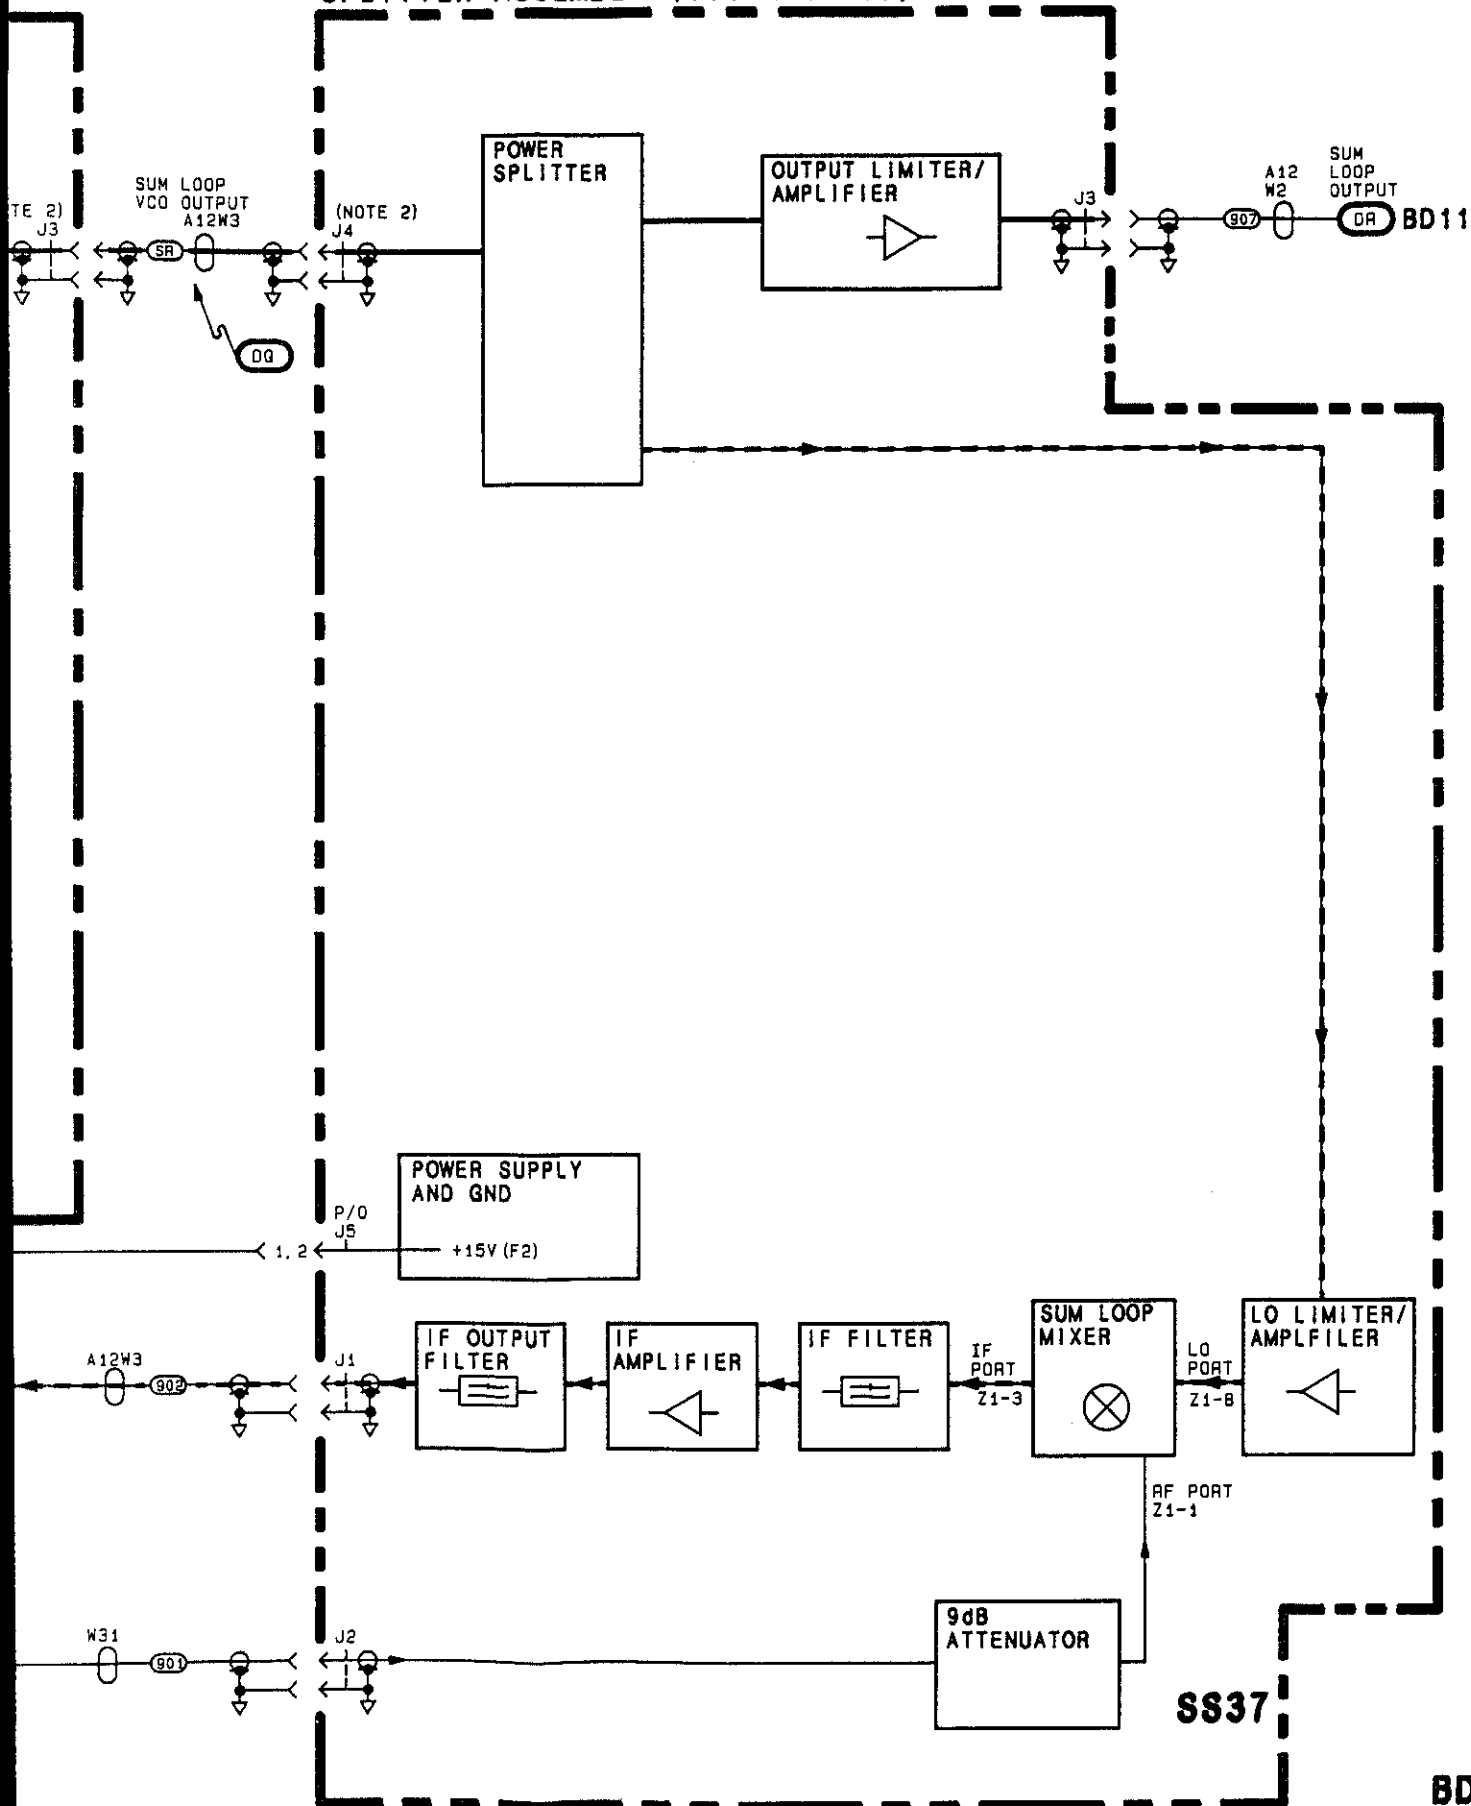 POWER
SPLITTER
OUTPUT LIMITER/
AMPLIFIER
SUM LOOP
VCO OUTPUT
A12W3
TE 2)
J3
SR
DQ
(NOTE 2)
J4
J3
907
A12
W2
SUM
LOOP
OUTPUT
DR
BD11
POWER SUPPLY
AND GND
+15V(F2)
P/O
J5
1, 2
A12W3
902
J1
IF OUTPUT
FILTER
IF
AMPLIFIER
IF FILTER
IF
PORT
Z1-3
SUM LOOP
MIXER
LO
PORT
Z1-8
LO LIMITER/
AMPLFILER
RF PORT
Z1-1
W31
901
J2
9dB
ATTENUATOR
SS37
BD